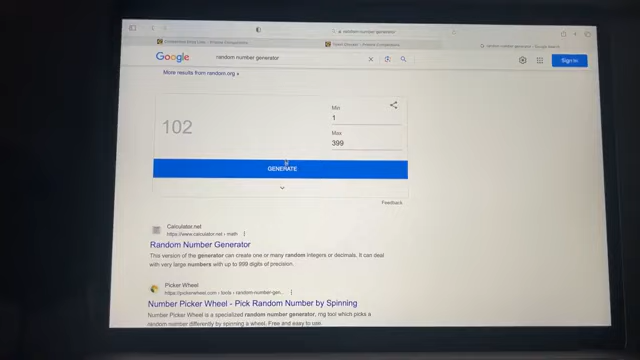 random number generator
random number generator - Google Search
Google
random number generator
Sign in
More results from random.org »
102
Min
1
Max
399
GENERATE
Feedback
Calculator.net
https://www.calculator.net › math
Random Number Generator
This version of the generator can create one or many random integers or decimals. It can deal
with very large numbers with up to 999 digits of precision.
Picker Wheel
https://pickerwheel.com › tools › random-number-gen...
Number Picker Wheel - Pick Random Number by Spinning
Number Picker Wheel is a specialized random number generator, rng tool which picks a
random number differently by spinning a wheel. Free and easy to use.